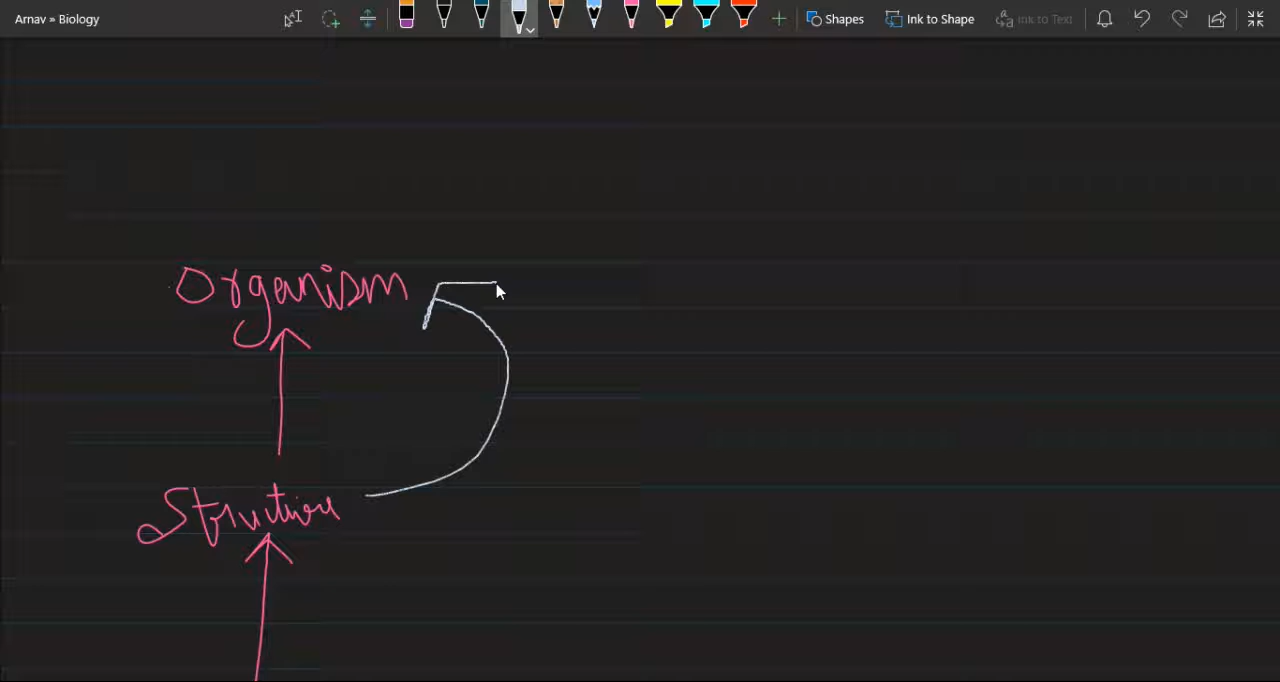 Arnav » Biology
Shapes
Ink to Shape
Ink to Text
Organism
Structure